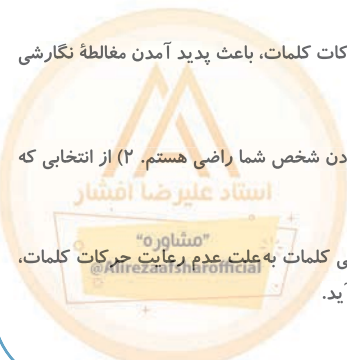 کات کلمات، باعث پدید آمدن مغالطهٔ نگارشی
دن شخص شما راضی هستم. ۲) از انتخابی که
استاد علیرضا افشار
"مشاوره"
@Alirezaafsharofficial
ی کلمات به‌علت عدم رعایت حرکات کلمات،
ید.